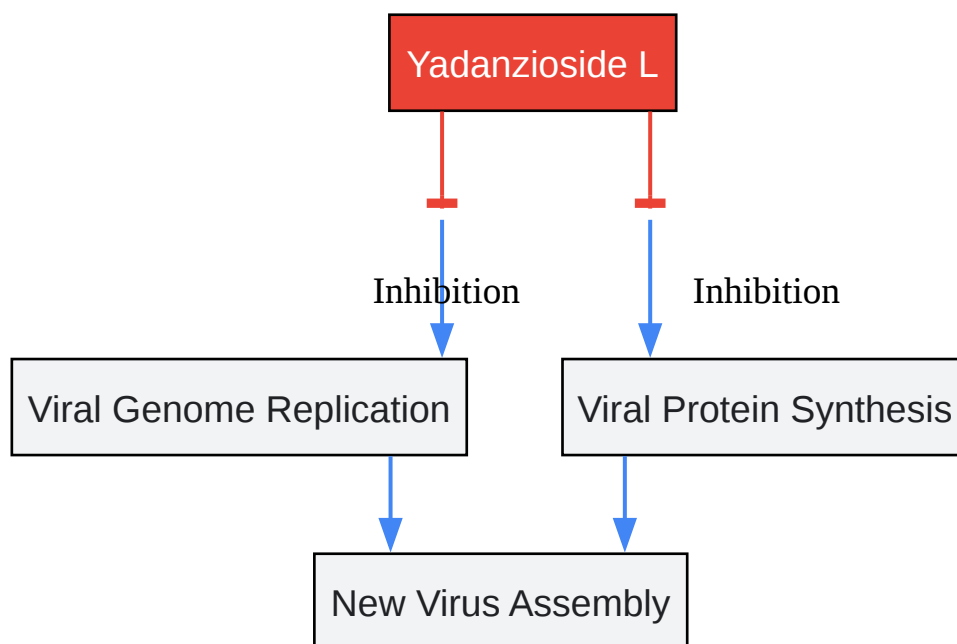 Yadanzioside L
Inhibition
Inhibition
Viral Genome Replication
Viral Protein Synthesis
New Virus Assembly